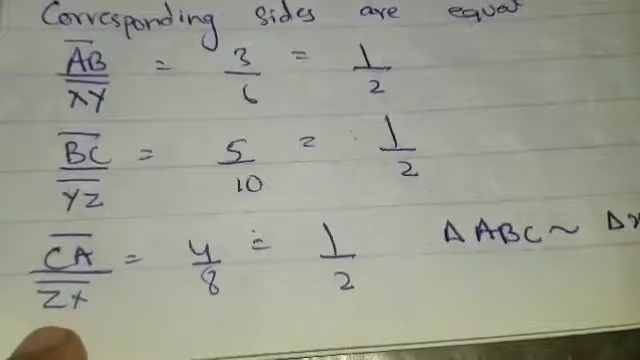 Corresponding sides are equal
AB/XY = 3/6 = 1/2
BC/YZ = 5/10 = 1/2
CA/ZX = 4/8 = 1/2 Δ ABC ~ Δ